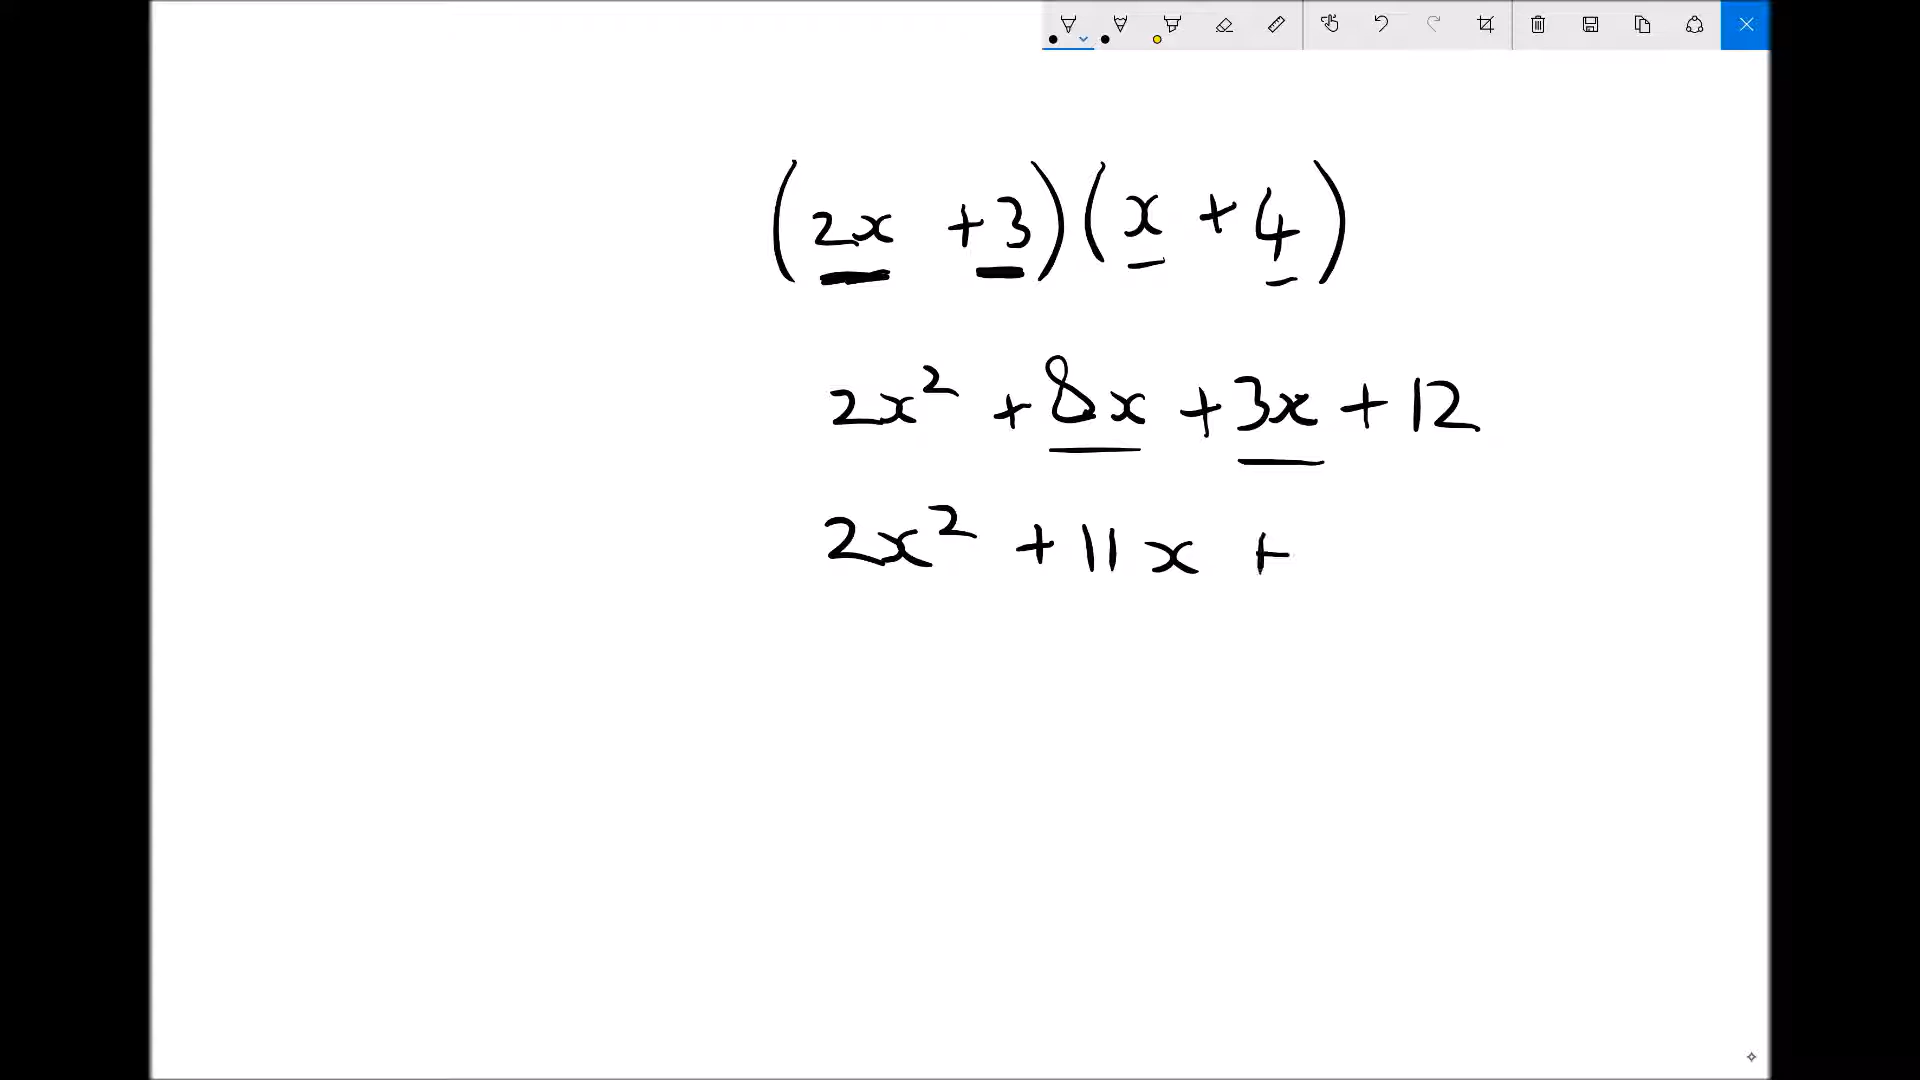 (2x + 3)(x + 4)
2x² + 8x + 3x + 12
2x² + 11x +